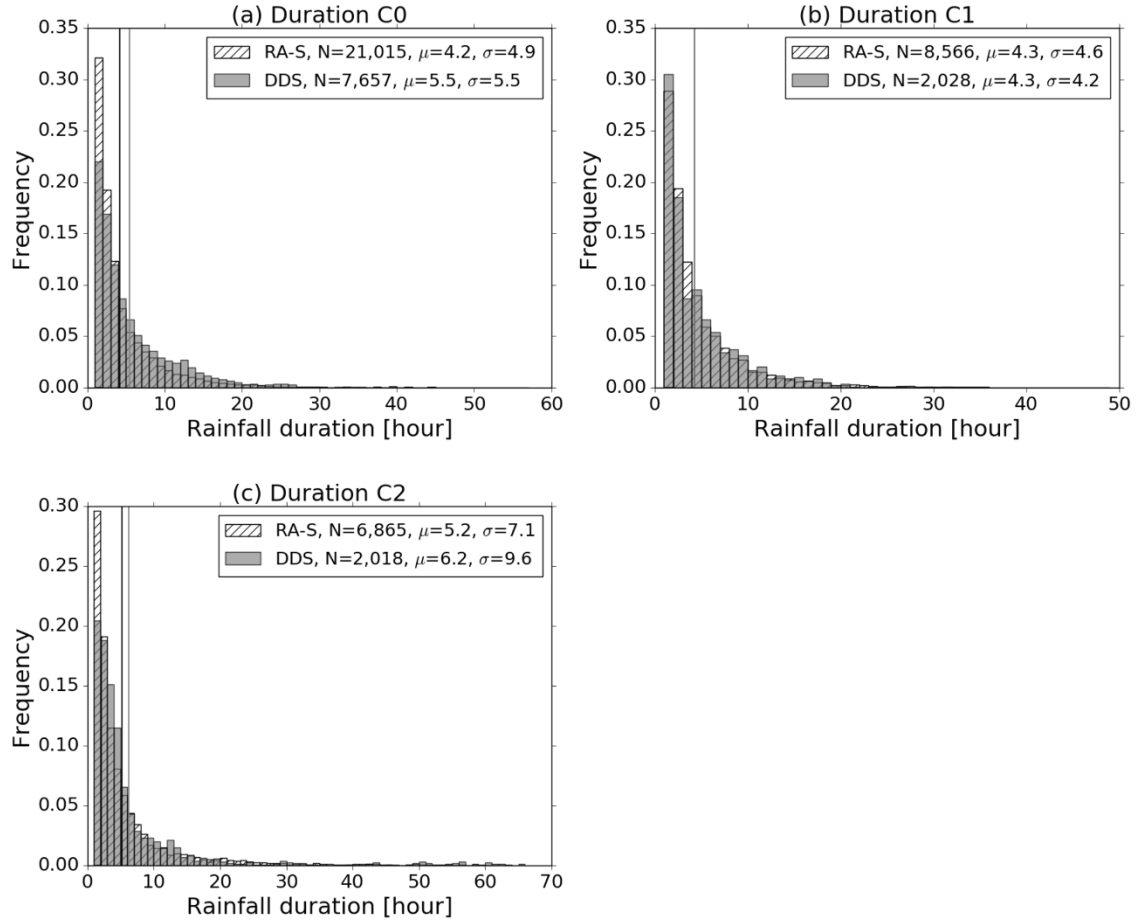 (a) Duration C0
0.35
0.30
0.25
0.20
0.15
0.10
0.05
0.00
Frequency
RA-S, N=21,015, μ=4.2, σ=4.9
DDS, N=7,657, μ=5.5, σ=5.5
0 10 20 30 40 50 60
Rainfall duration [hour]
(b) Duration C1
0.35
0.30
0.25
0.20
0.15
0.10
0.05
0.00
Frequency
RA-S, N=8,566, μ=4.3, σ=4.6
DDS, N=2,028, μ=4.3, σ=4.2
0 10 20 30 40 50
Rainfall duration [hour]
(c) Duration C2
0.30
0.25
0.20
0.15
0.10
0.05
0.00
Frequency
RA-S, N=6,865, μ=5.2, σ=7.1
DDS, N=2,018, μ=6.2, σ=9.6
0 10 20 30 40 50 60 70
Rainfall duration [hour]